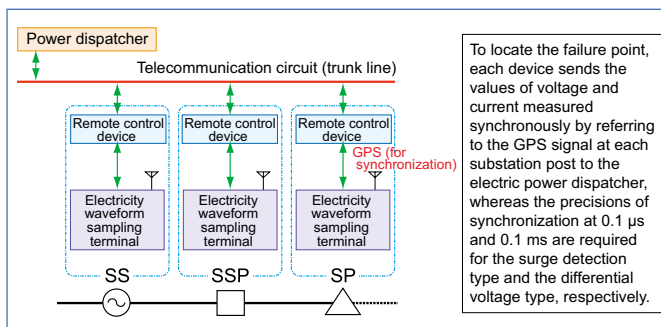 Power dispatcher
Telecommunication circuit (trunk line)
Remote control
device
Remote control
device
Remote control
device
GPS (for
synchronization)
Electricity
waveform
sampling
terminal
Electricity
waveform
sampling
terminal
Electricity
waveform
sampling
terminal
SS
SSP
SP
To locate the failure point,
each device sends the
values of voltage and
current measured
synchronously by referring
to the GPS signal at each
substation post to the
electric power dispatcher,
whereas the precisions of
synchronization at 0.1 μs
and 0.1 ms are required
for the surge detection
type and the differential
voltage type, respectively.